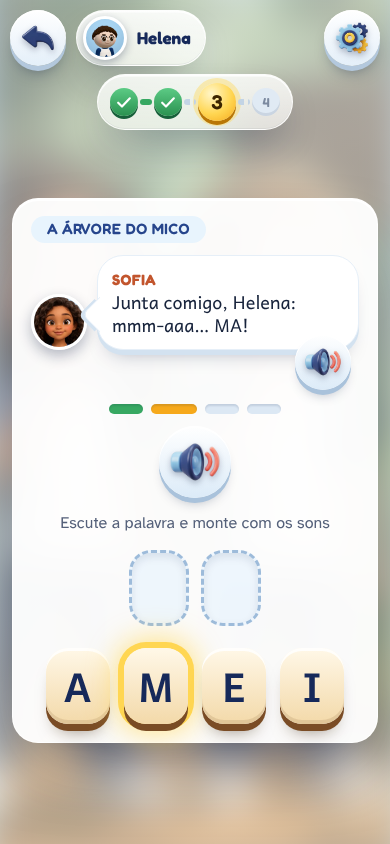 Helena
3
4
A ÁRVORE DO MICO
SOFIA
Junta comigo, Helena:
mmm-aaa... MA!
Escute a palavra e monte com os sons
A M E I